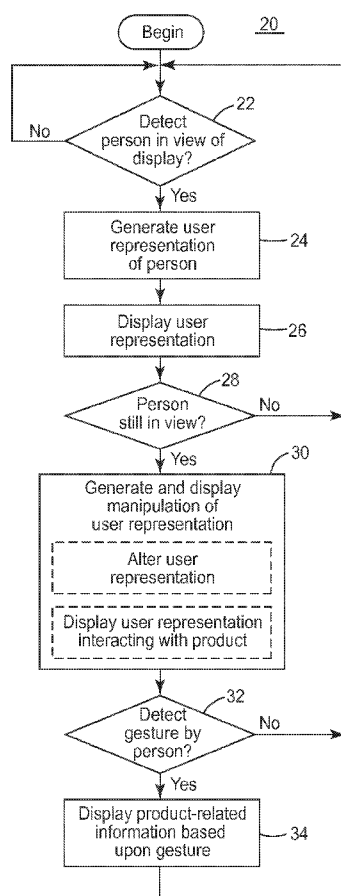 Begin
20
22
Detect
person in view of
display?
No
Yes
Generate user
representation
of person
24
Display user
representation
26
28
Person
still in view?
No
Yes
30
Generate and display
manipulation of
user representation
Alter user
representation
Display user representation
interacting with product
32
Detect
gesture by
person?
No
Yes
Display product-related
information based
upon gesture
34